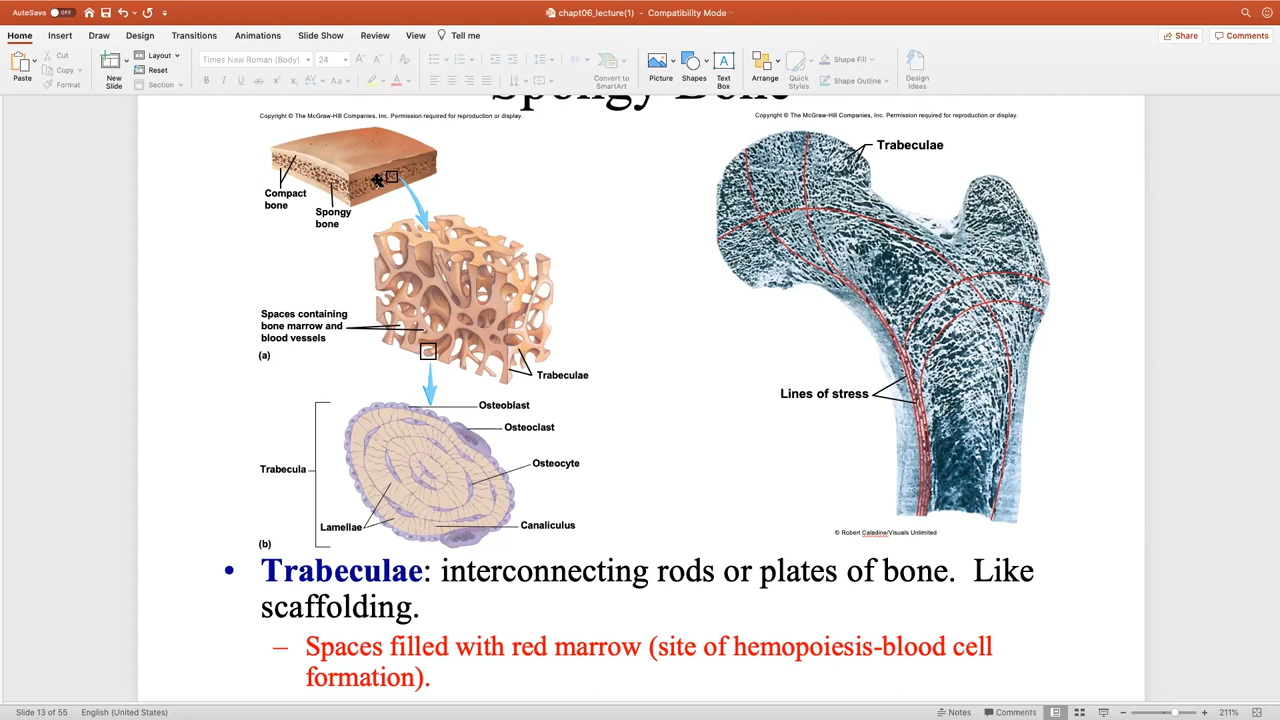 AutoSave OFF
chapt06_lecture(1) - Compatibility Mode
Home Insert Draw Design Transitions Animations Slide Show Review View Tell me
Share Comments
Paste
Cut
Copy
Format
New Slide
Layout
Reset
Section
Times New Roman (Body) 24
Convert to SmartArt
Picture
Shapes
Text Box
Arrange
Quick Styles
Shape Fill
Shape Outline
Design Ideas
Spongy Bone
Copyright © The McGraw-Hill Companies, Inc. Permission required for reproduction or display.
Copyright © The McGraw-Hill Companies, Inc. Permission required for reproduction or display.
Compact
bone
Spongy
bone
Spaces containing
bone marrow and
blood vessels
(a)
Trabeculae
Osteoblast
Osteoclast
Osteocyte
Trabecula
Lamellae
Canaliculus
(b)
Trabeculae
Lines of stress
© Robert Caladine/Visuals Unlimited
• Trabeculae: interconnecting rods or plates of bone. Like
scaffolding.
– Spaces filled with red marrow (site of hemopoiesis-blood cell
formation).
Slide 13 of 55 English (United States)
Notes Comments 211%